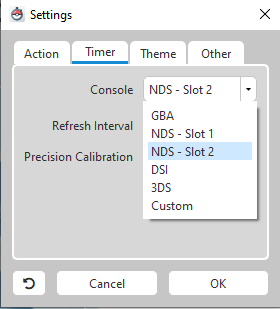 Settings
Action Timer Theme Other
Console NDS - Slot 2
GBA
Refresh Interval
NDS - Slot 1
NDS - Slot 2
Precision Calibration
DSI
3DS
Custom
Cancel OK